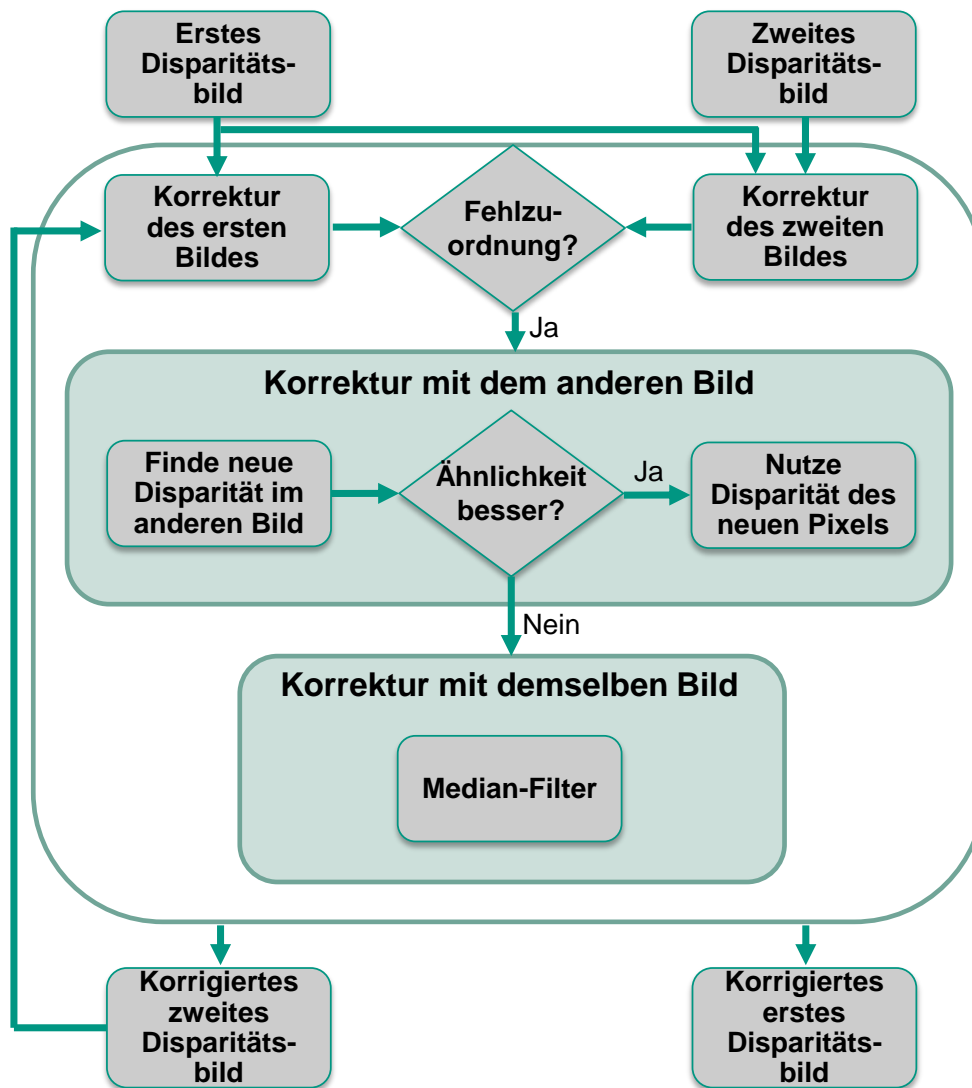 Erstes
Disparitäts-
bild
Zweites
Disparitäts-
bild
Korrektur
des ersten
Bildes
Fehlzu-
ordnung?
Korrektur
des zweiten
Bildes
Ja
Korrektur mit dem anderen Bild
Finde neue
Disparität im
anderen Bild
Ähnlichkeit
besser?
Ja
Nutze
Disparität des
neuen Pixels
Nein
Korrektur mit demselben Bild
Median-Filter
Korrigiertes
zweites
Disparitäts-
bild
Korrigiertes
erstes
Disparitäts-
bild